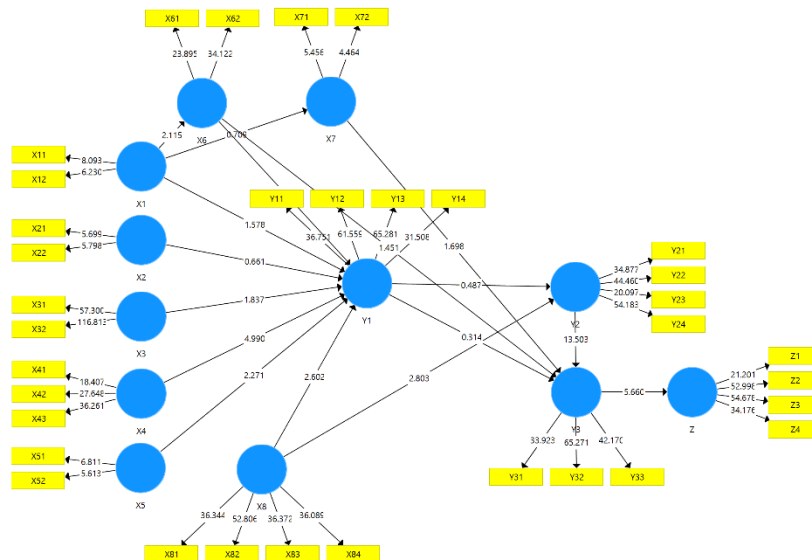 X61 X62 X71 X72
23.895 34.122 5.456 4.464
X6 X7
2.115 0.709
X11 8.093
X12 6.230
X1
Y11 Y12 Y13 Y14
36.751 61.559 65.281 31.506
1.578 1.451 1.698
X21 5.699
X22 5.798
X2
0.661
Y21 34.877
Y22 44.460
Y23 20.097
Y24 54.183
0.487
Y1 Y2
X31 57.300
X32 116.813
X3
1.837
0.314
13.503
X41 18.407
X42 27.648
X43 36.261
X4
4.990
2.271
2.602
2.803
5.660
Y3 Z
Z1 21.201
Z2 52.998
Z3 54.678
Z4 34.176
X51 6.811
X52 5.613
X5
33.923 65.271 42.170
Y31 Y32 Y33
X8
36.344 52.806 36.372 36.089
X81 X82 X83 X84